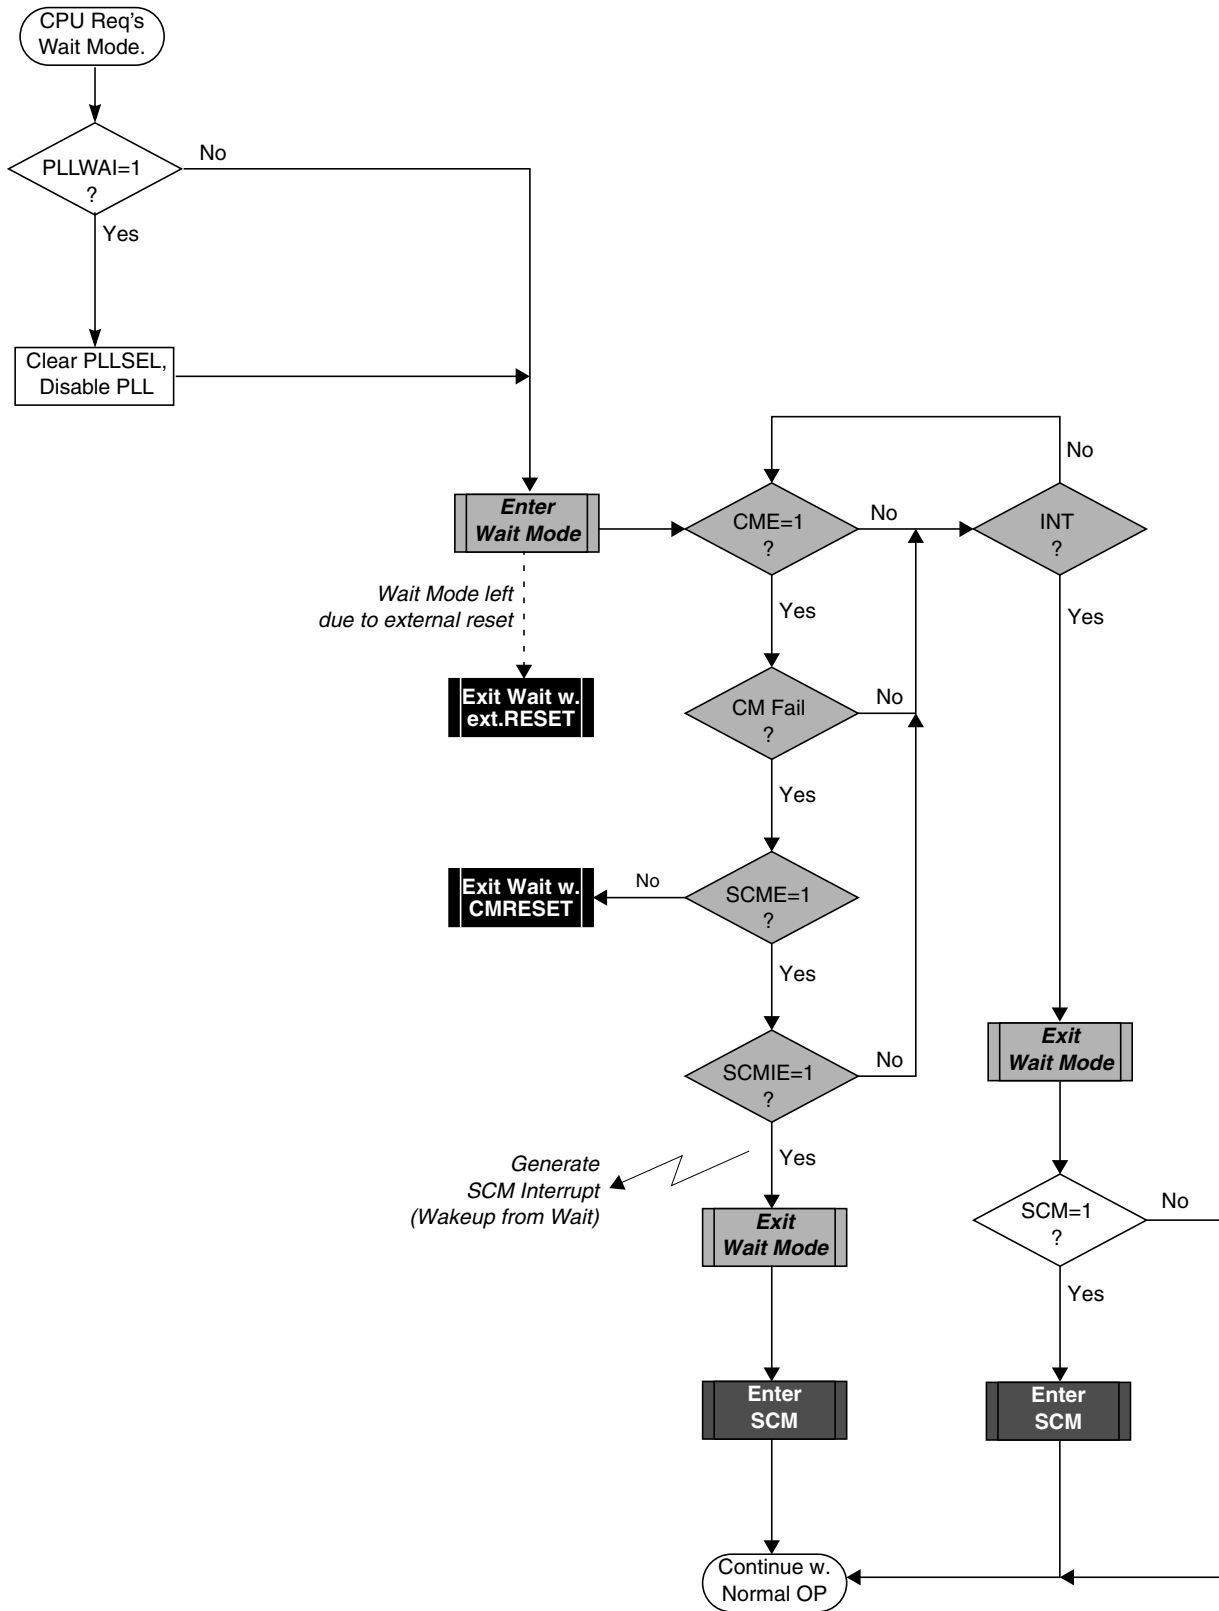 CPU Req's
Wait Mode.
PLLWAI=1
?
No
Yes
Clear PLLSEL,
Disable PLL
Enter
Wait Mode
Wait Mode left
due to external reset
Exit Wait w.
ext.RESET
CME=1
?
No
Yes
INT
?
No
Yes
CM Fail
?
No
Yes
SCME=1
?
No
Yes
Exit Wait w.
CMRESET
SCMIE=1
?
No
Yes
Generate
SCM Interrupt
(Wakeup from Wait)
Exit
Wait Mode
Enter
SCM
Exit
Wait Mode
SCM=1
?
No
Yes
Enter
SCM
Continue w.
Normal OP